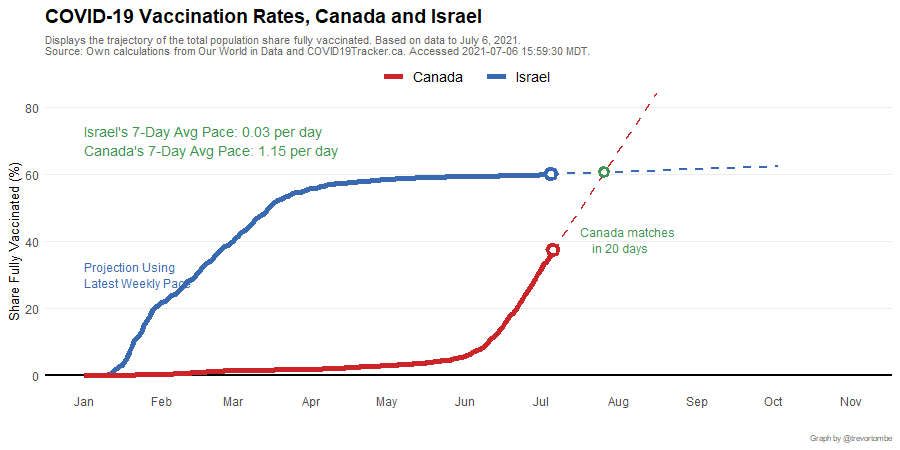 COVID-19 Vaccination Rates, Canada and Israel
Displays the trajectory of the total population share fully vaccinated. Based on data to July 6, 2021.
Source: Own calculations from Our World in Data and COVID19Tracker.ca. Accessed 2021-07-06 15:59:30 MDT.
Canada Israel
Share Fully Vaccinated (%)
80
Israel's 7-Day Avg Pace: 0.03 per day
Canada's 7-Day Avg Pace: 1.15 per day
60
Canada matches
in 20 days
40
Projection Using
Latest Weekly Pace
20
0
Jan Feb Mar Apr May Jun Jul Aug Sep Oct Nov
Graph by @trevortombe